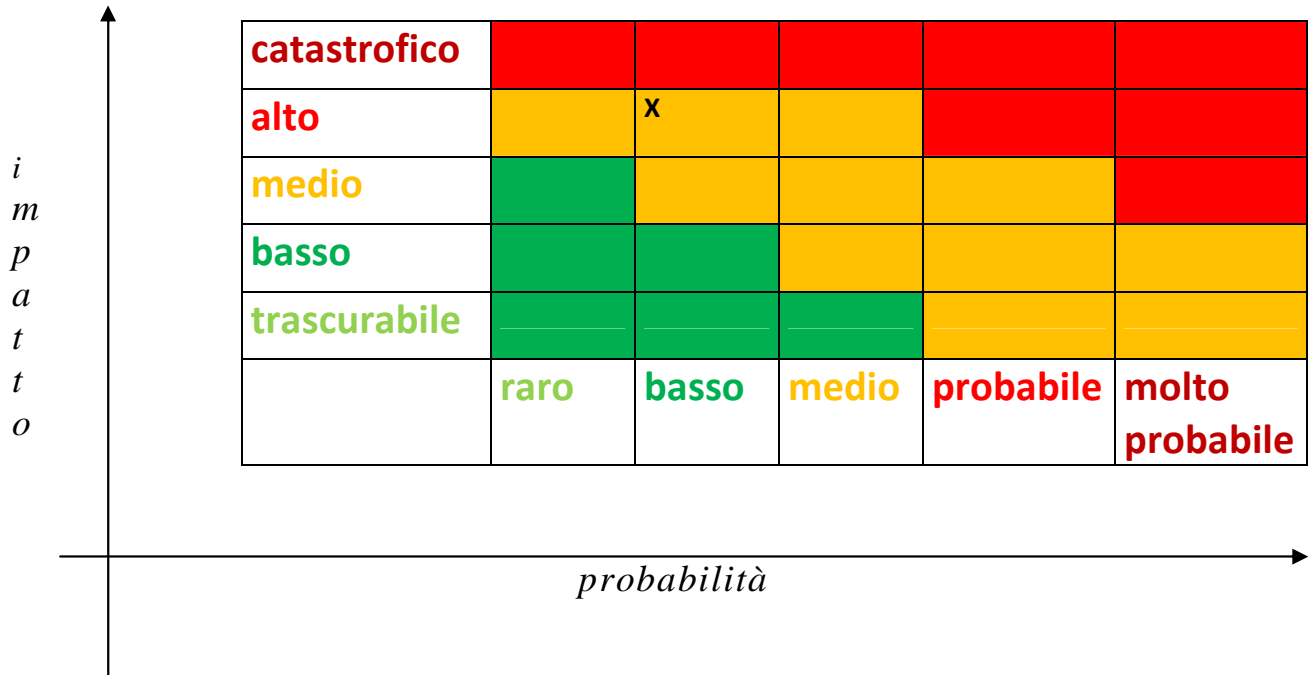 catastrofico
alto X
medio
basso
trascurabile
raro basso medio probabile molto
probabile
i
m
p
a
t
t
o
probabilità